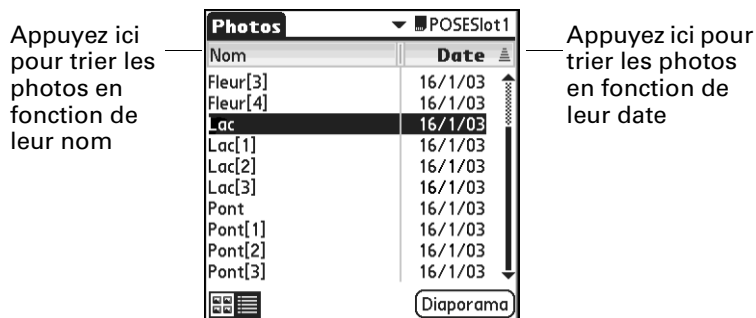 Appuyez ici
pour trier les
photos en
fonction de
leur nom
Photos POSESlot1
Nom Date
Fleur[3] 16/1/03
Fleur[4] 16/1/03
Lac 16/1/03
Lac[1] 16/1/03
Lac[2] 16/1/03
Lac[3] 16/1/03
Pont 16/1/03
Pont[1] 16/1/03
Pont[2] 16/1/03
Pont[3] 16/1/03
Diaporama
Appuyez ici pour
trier les photos
en fonction de
leur date